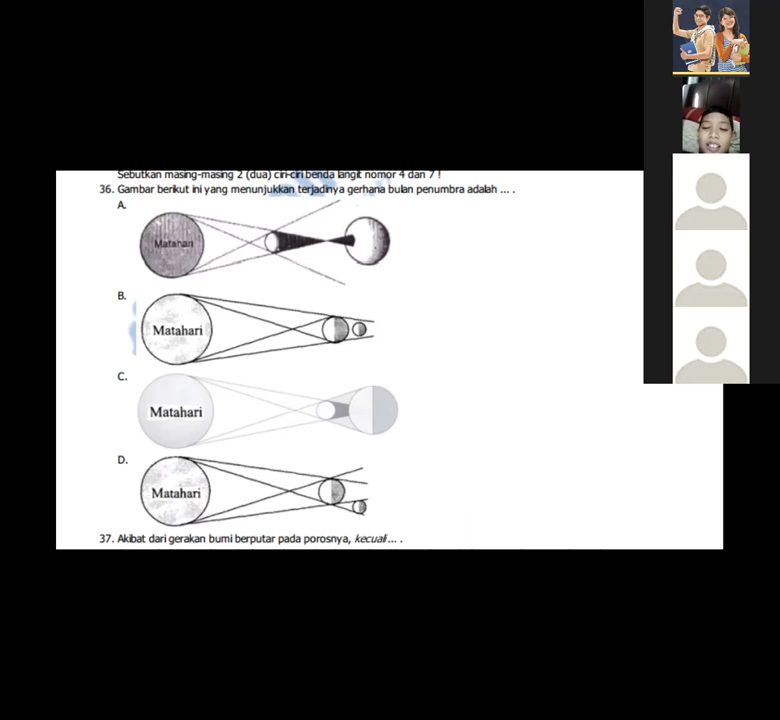 Sebutkan masing-masing 2 (dua) ciri-ciri benda langit nomor 4 dan 7 !
36. Gambar berikut ini yang menunjukkan terjadinya gerhana bulan penumbra adalah ... .
A.
Matahari
B.
Matahari
C.
Matahari
D.
Matahari
37. Akibat dari gerakan bumi berputar pada porosnya, kecuali ... .